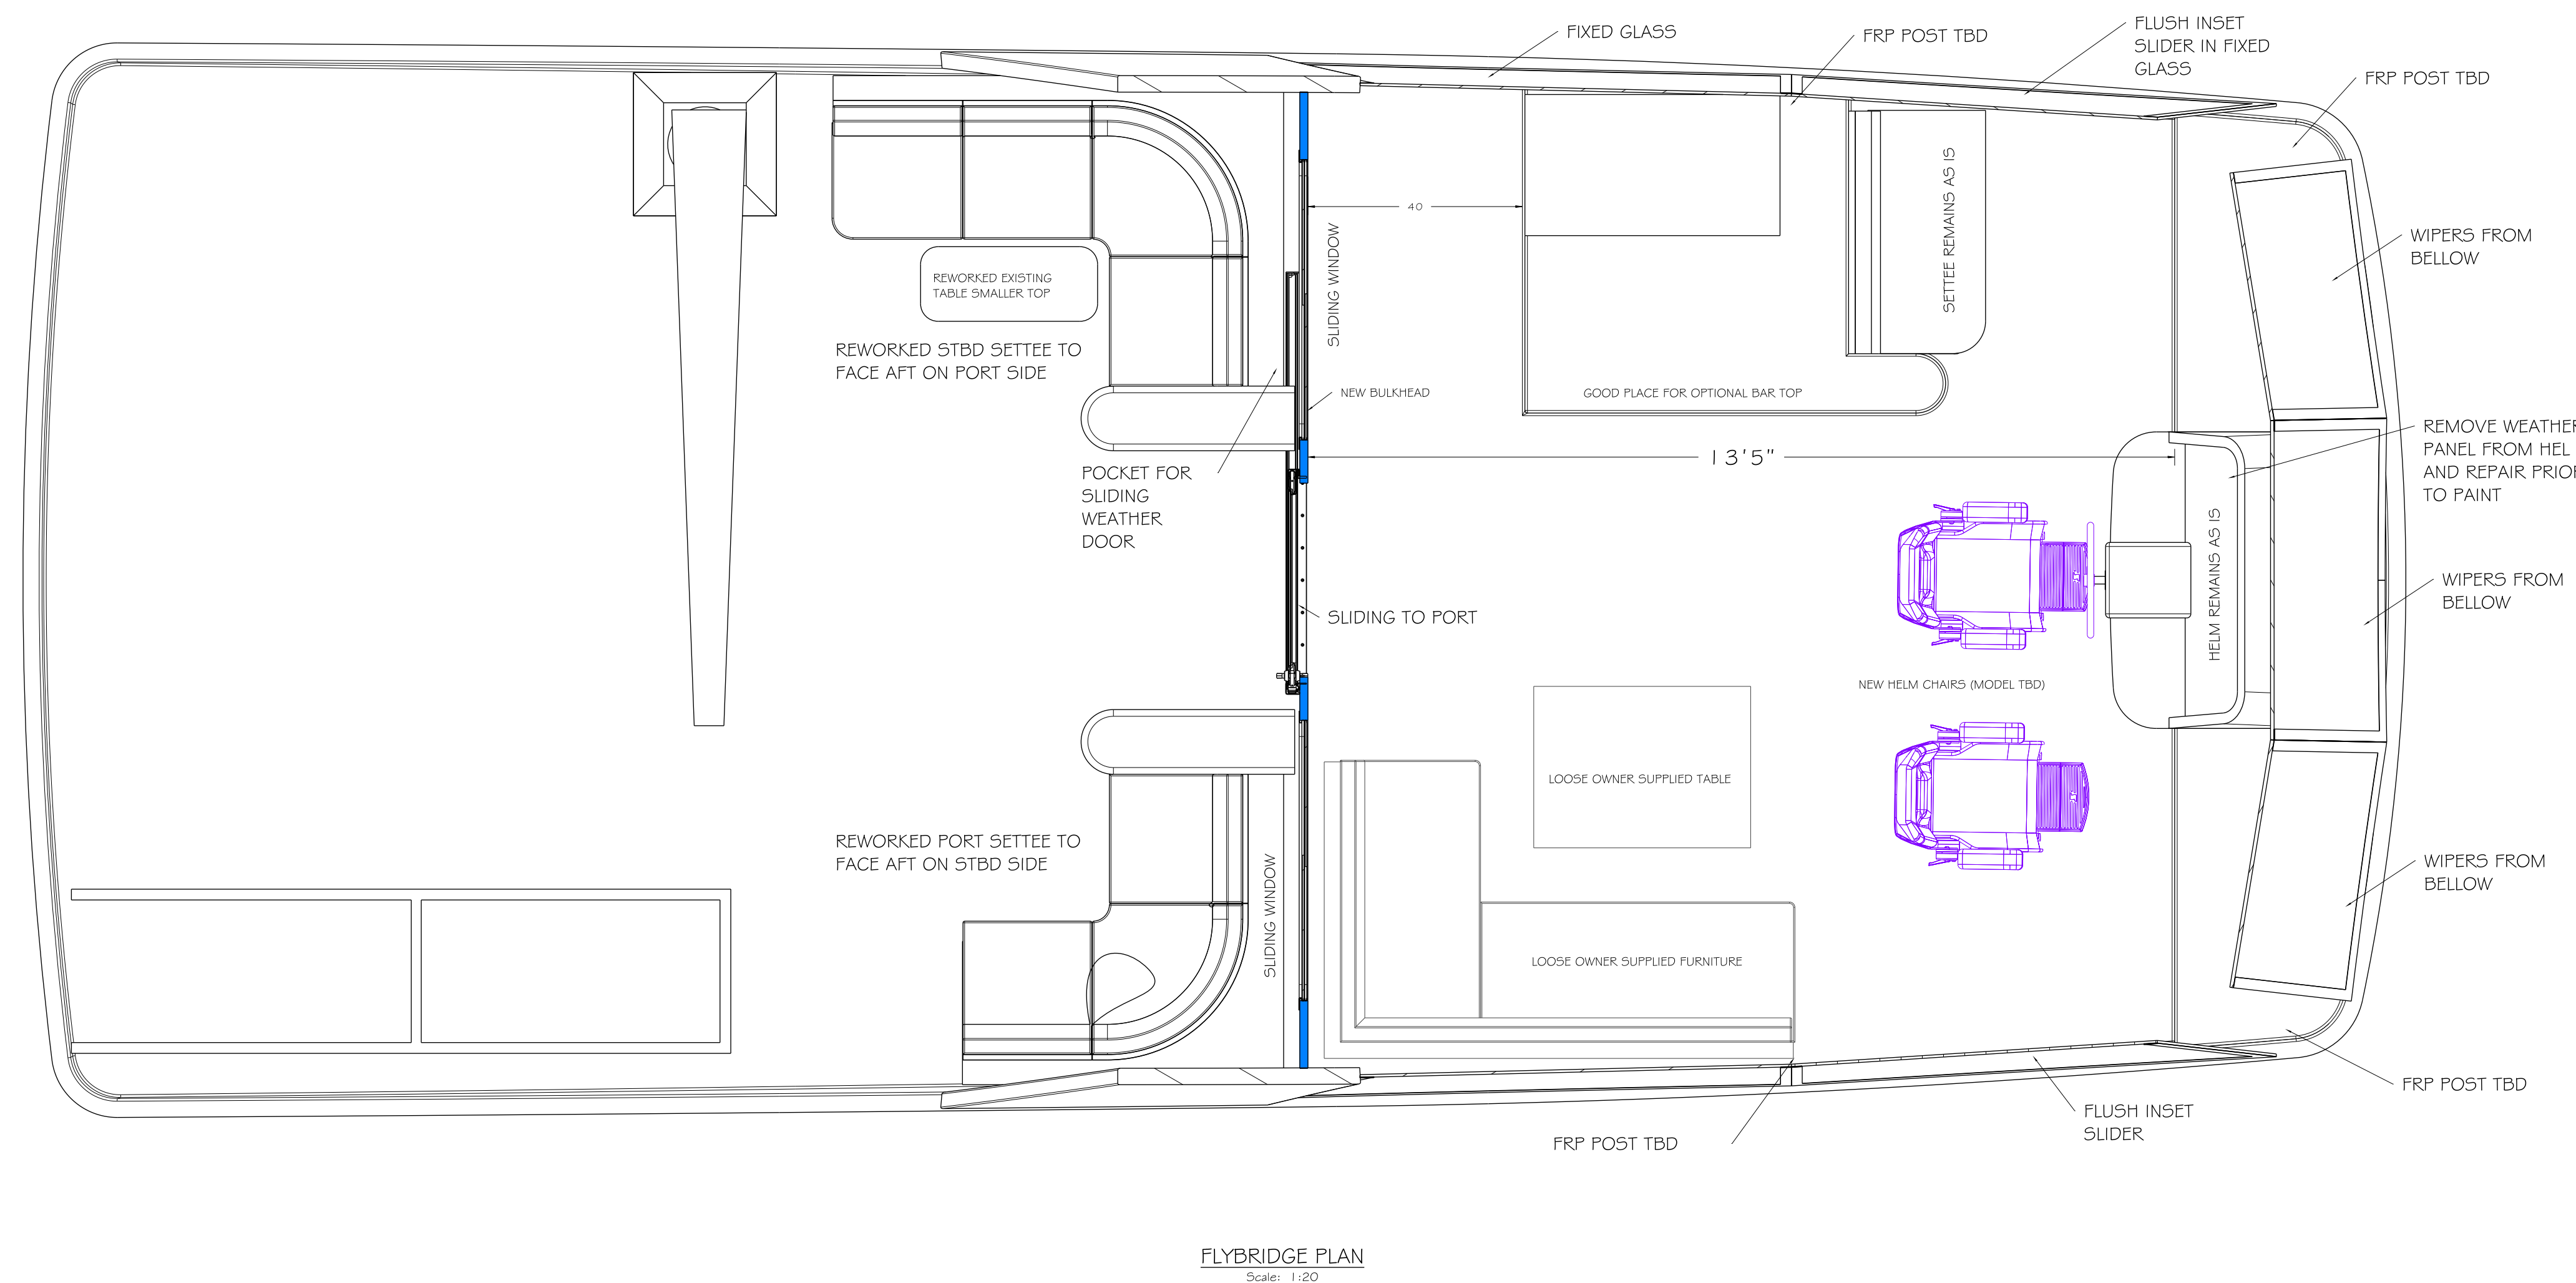 FIXED GLASS
FRP POST TBD
FLUSH INSET
SLIDER IN FIXED
GLASS
FRP POST TBD
WIPERS FROM
BELLOW
REWORKED EXISTING
TABLE SMALLER TOP
REWORKED STBD SETTEE TO
FACE AFT ON PORT SIDE
40
SLIDING WINDOW
SETTEE REMAINS AS IS
NEW BULKHEAD
GOOD PLACE FOR OPTIONAL BAR TOP
POCKET FOR
SLIDING
WEATHER
DOOR
13'5"
REMOVE WEATHER
PANEL FROM HEL
AND REPAIR PRIOR
TO PAINT
HELM REMAINS AS IS
WIPERS FROM
BELLOW
SLIDING TO PORT
NEW HELM CHAIRS (MODEL TBD)
LOOSE OWNER SUPPLIED TABLE
REWORKED PORT SETTEE TO
FACE AFT ON STBD SIDE
SLIDING WINDOW
WIPERS FROM
BELLOW
LOOSE OWNER SUPPLIED FURNITURE
FRP POST TBD
FLUSH INSET
SLIDER
FRP POST TBD
FLYBRIDGE PLAN
Scale: 1:20